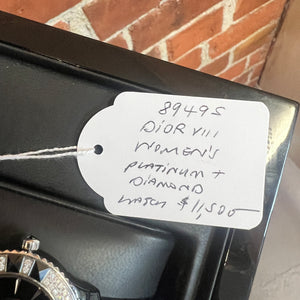 89495
DIOR VIII
WOMEN'S
PLATINUM +
DIAMOND
WATCH $11,500